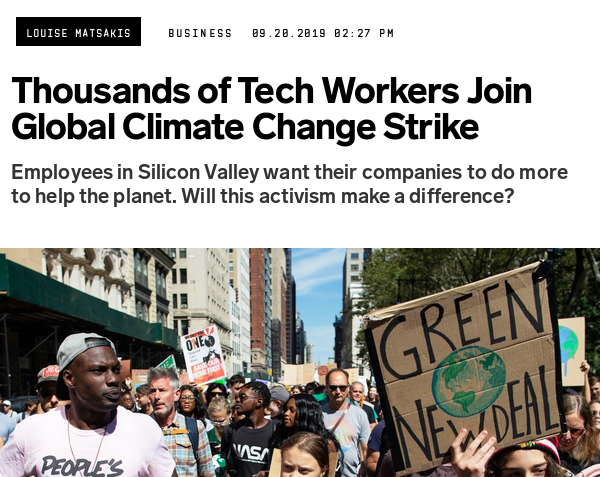 LOUISE MATSAKIS
BUSINESS 09.20.2019 02:27 PM
Thousands of Tech Workers Join
Global Climate Change Strike
Employees in Silicon Valley want their companies to do more
to help the planet. Will this activism make a difference?
ONE
GREEN
NEW DEAL
NASA
PEOPLE'S